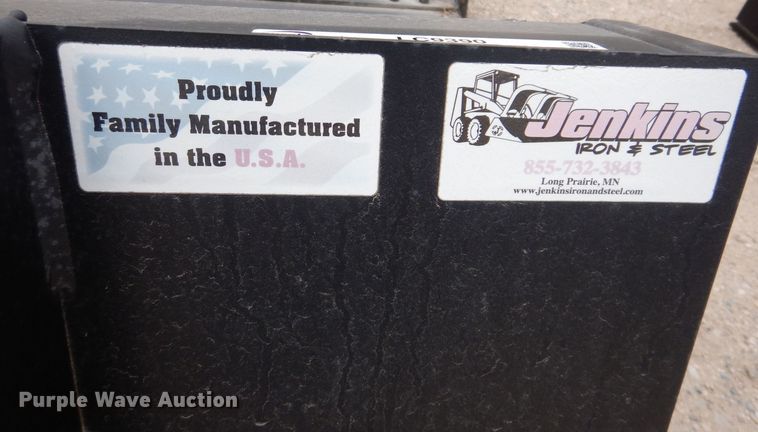 LC9390
Proudly
Family Manufactured
in the U.S.A.
Jenkins
IRON & STEEL
855-732-3843
Long Prairie, MN
www.jenkinsironandsteel.com
Purple Wave Auction